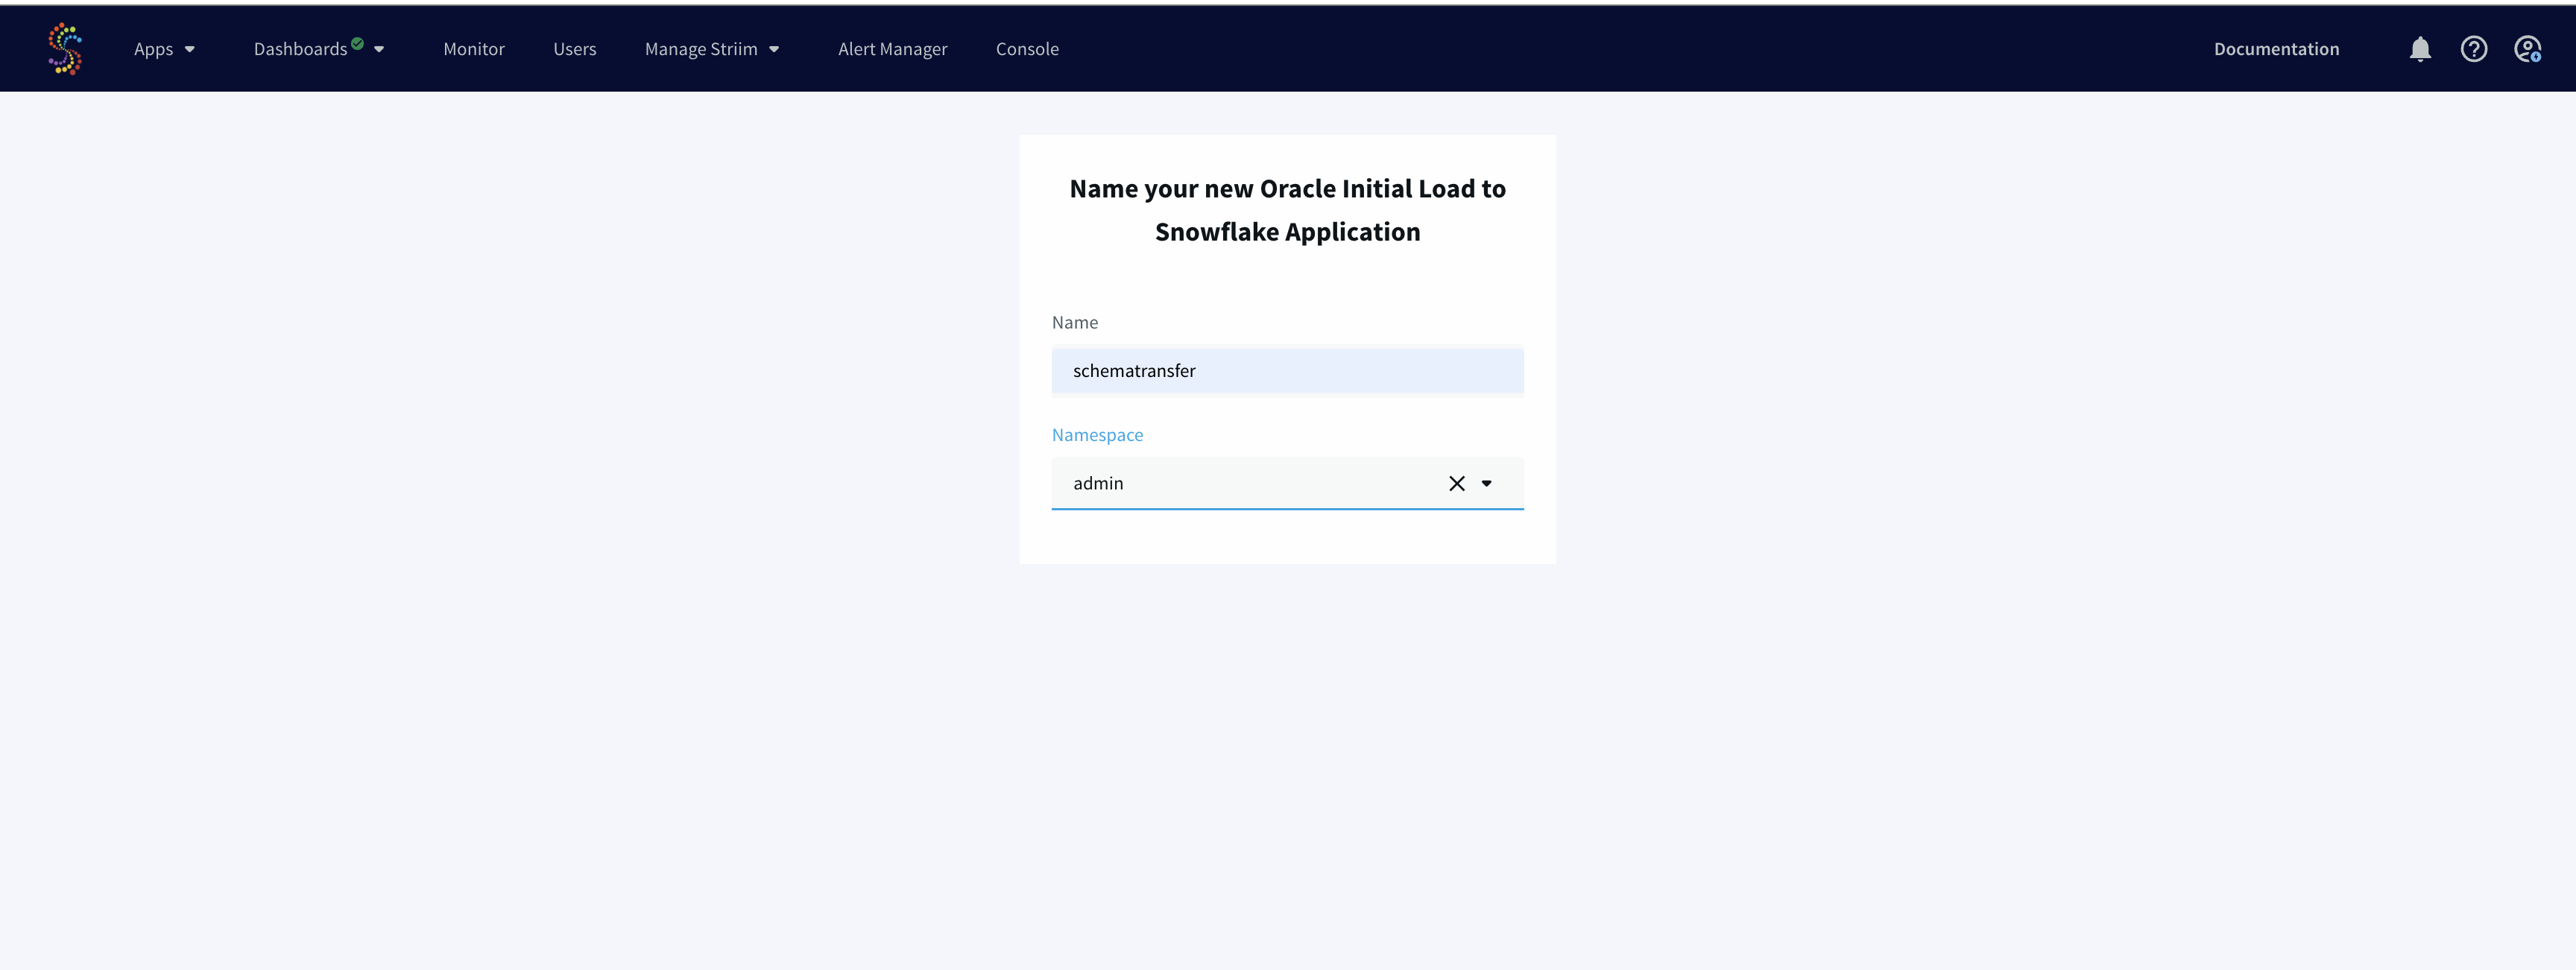 Apps Dashboards Monitor Users Manage Striim Alert Manager Console Documentation
Name your new Oracle Initial Load to
Snowflake Application
Name
schematransfer
Namespace
admin